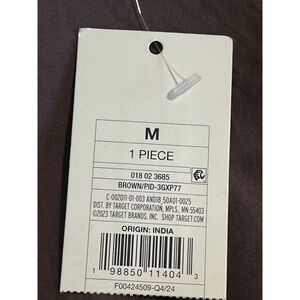 M
1 PIECE
018 02 3685
BROWN/PID-3GXP77
C-002011-01-003 AND18_50A01-0025
DIST. BY TARGET CORPORATION, MPLS, MN 55403
©2023 TARGET BRANDS, INC. SHOP TARGET.COM
ORIGIN: INDIA
1 98850 11404 3
F00424509-Q4/24